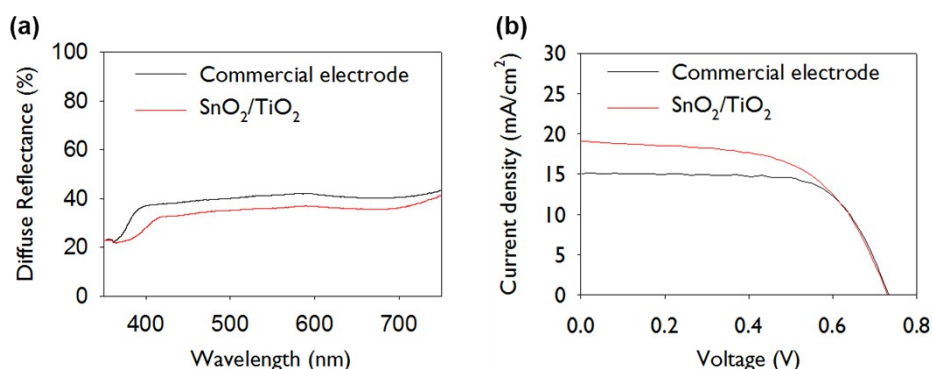 (a)
100
80
60
40
20
0
Diffuse Reflectance (%)
Commercial electrode
SnO₂/TiO₂
400 500 600 700
Wavelength (nm)
(b)
30
25
20
15
10
5
0
Current density (mA/cm²)
Commercial electrode
SnO₂/TiO₂
0.0 0.2 0.4 0.6 0.8
Voltage (V)